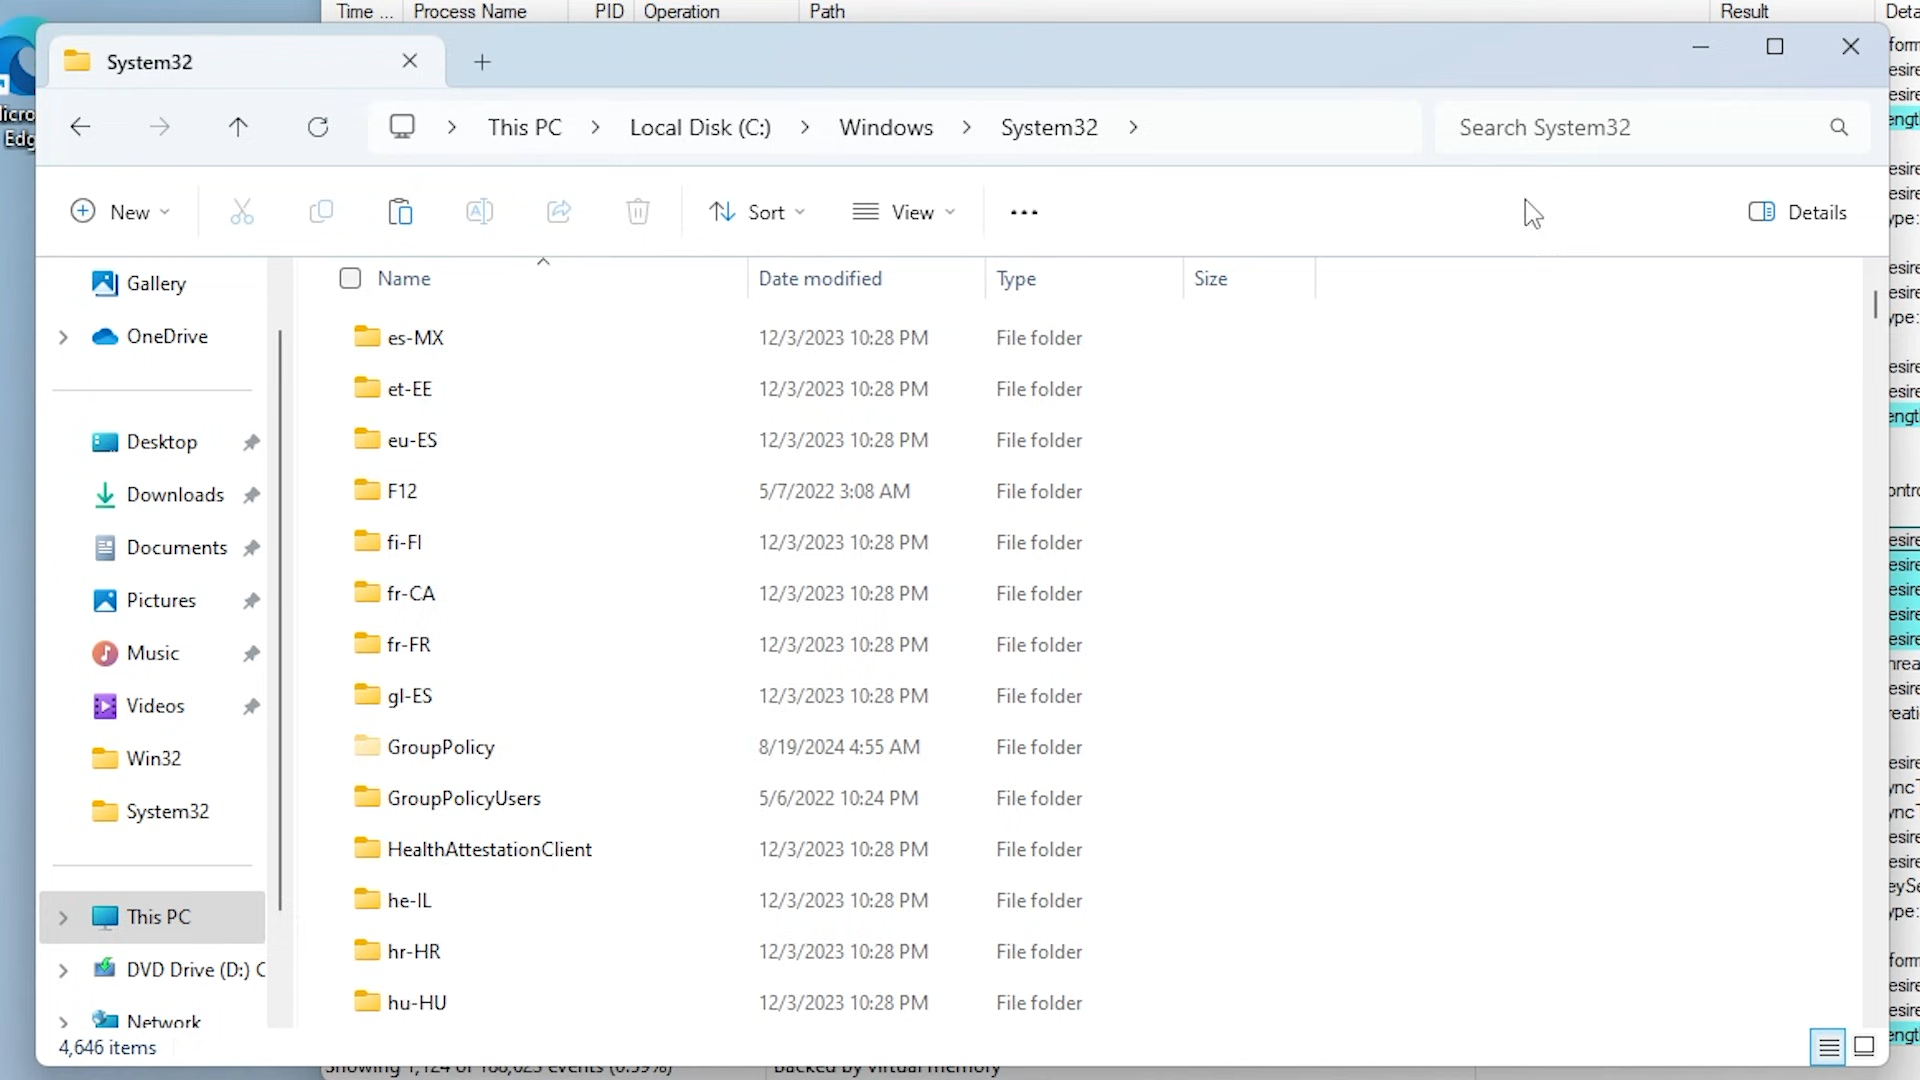 Time ... Process Name PID Operation Path Result
System32
This PC Local Disk (C:) Windows System32
Search System32
New Sort View Details
Name Date modified Type Size
Gallery
OneDrive
Desktop
Downloads
Documents
Pictures
Music
Videos
Win32
System32
This PC
DVD Drive (D:) C
Network
es-MX 12/3/2023 10:28 PM File folder
et-EE 12/3/2023 10:28 PM File folder
eu-ES 12/3/2023 10:28 PM File folder
F12 5/7/2022 3:08 AM File folder
fi-FI 12/3/2023 10:28 PM File folder
fr-CA 12/3/2023 10:28 PM File folder
fr-FR 12/3/2023 10:28 PM File folder
gl-ES 12/3/2023 10:28 PM File folder
GroupPolicy 8/19/2024 4:55 AM File folder
GroupPolicyUsers 5/6/2022 10:24 PM File folder
HealthAttestationClient 12/3/2023 10:28 PM File folder
he-IL 12/3/2023 10:28 PM File folder
hr-HR 12/3/2023 10:28 PM File folder
hu-HU 12/3/2023 10:28 PM File folder
4,646 items
Backed by virtual memory